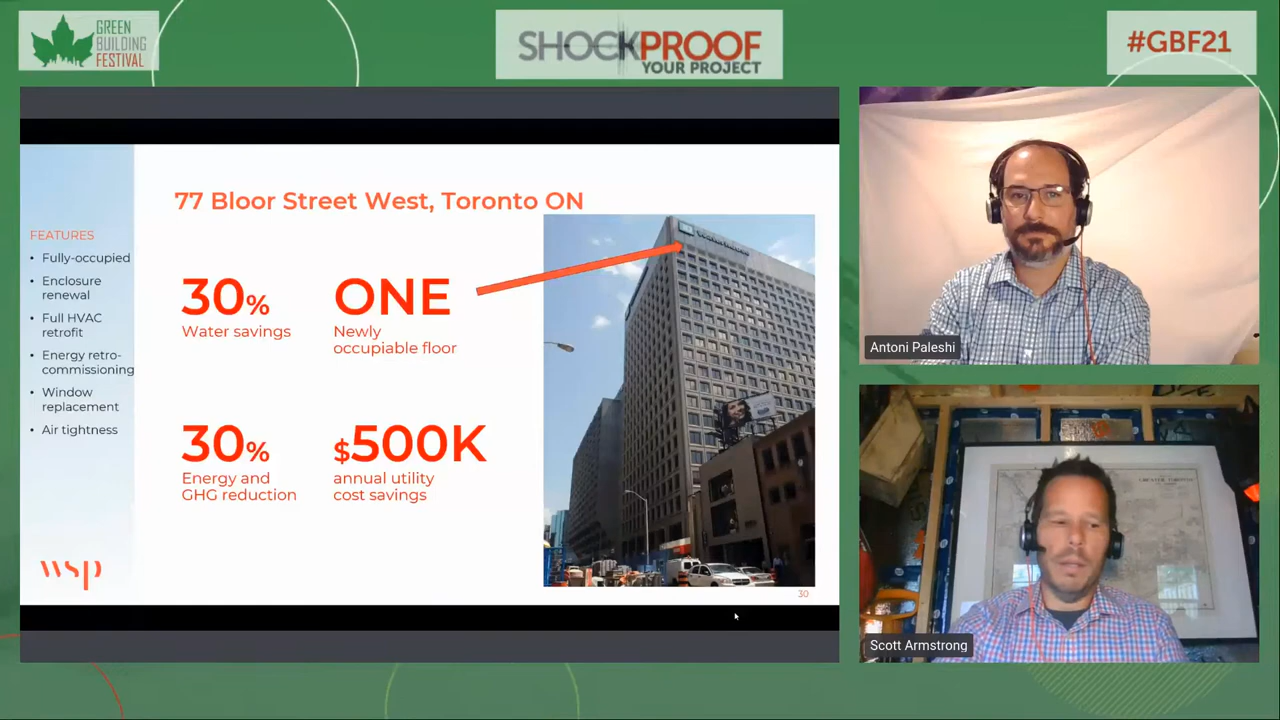 GREEN
BUILDING
FESTIVAL
SHOCKPROOF
YOUR PROJECT
#GBF21
77 Bloor Street West, Toronto ON
FEATURES
• Fully-occupied
• Enclosure
renewal
• Full HVAC
retrofit
• Energy retro-
commissioning
• Window
replacement
• Air tightness
30%
Water savings
ONE
Newly
occupiable floor
30%
Energy and
GHG reduction
$500K
annual utility
cost savings
wsp
30
Antoni Paleshi
Scott Armstrong